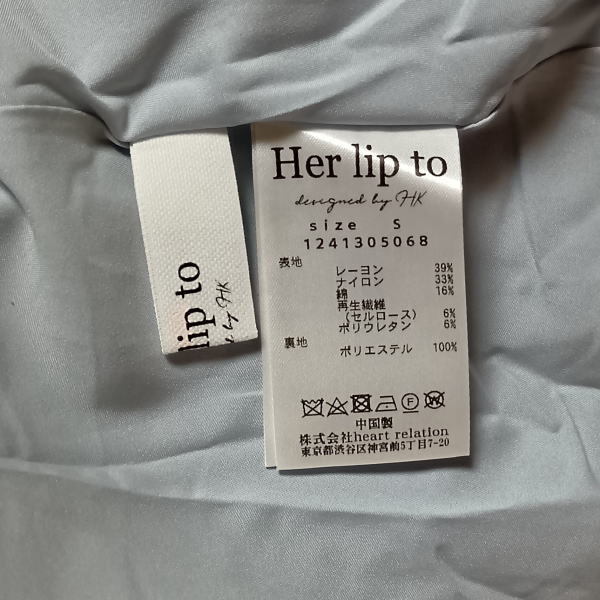 Her lip to
designed by HK
size S
1241305068
表地
レーヨン 39%
ナイロン 33%
綿 16%
再生繊維
(セルロース) 6%
ポリウレタン 6%
裏地
ポリエステル 100%
中国製
株式会社heart relation
東京都渋谷区神宮前5丁目7-20
lip to
by HK